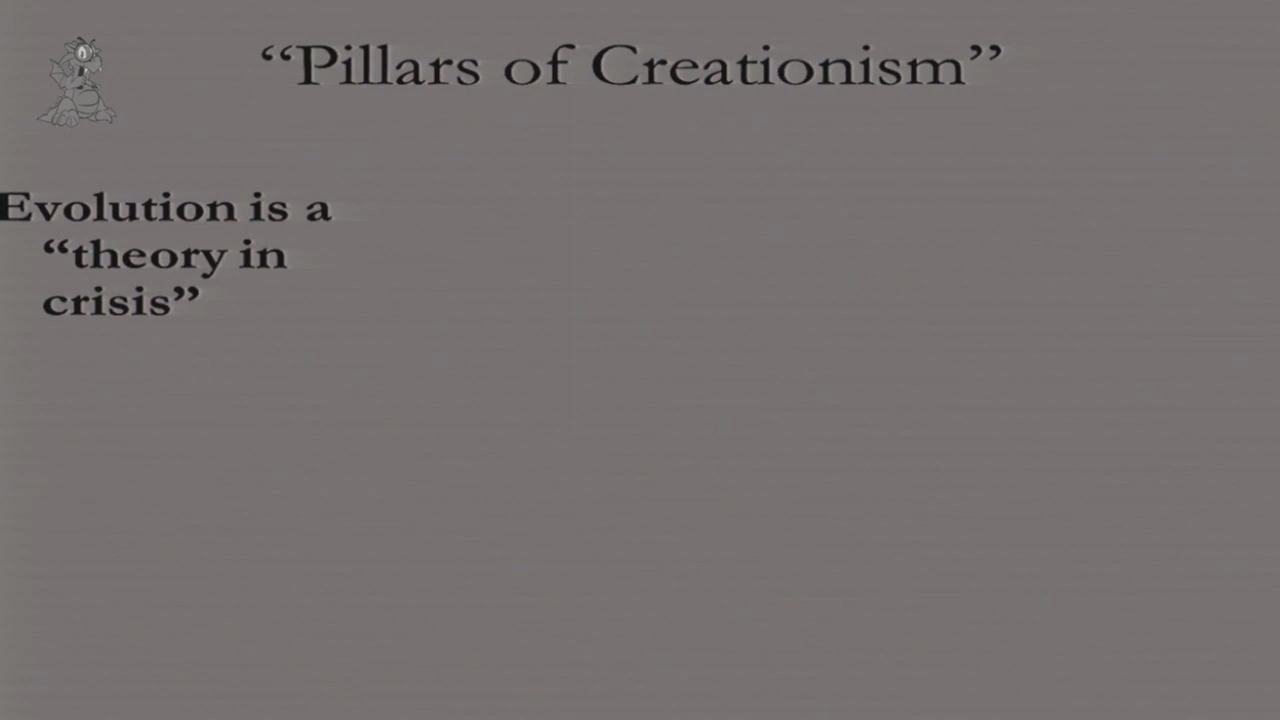 “Pillars of Creationism”
Evolution is a
“theory in
crisis”